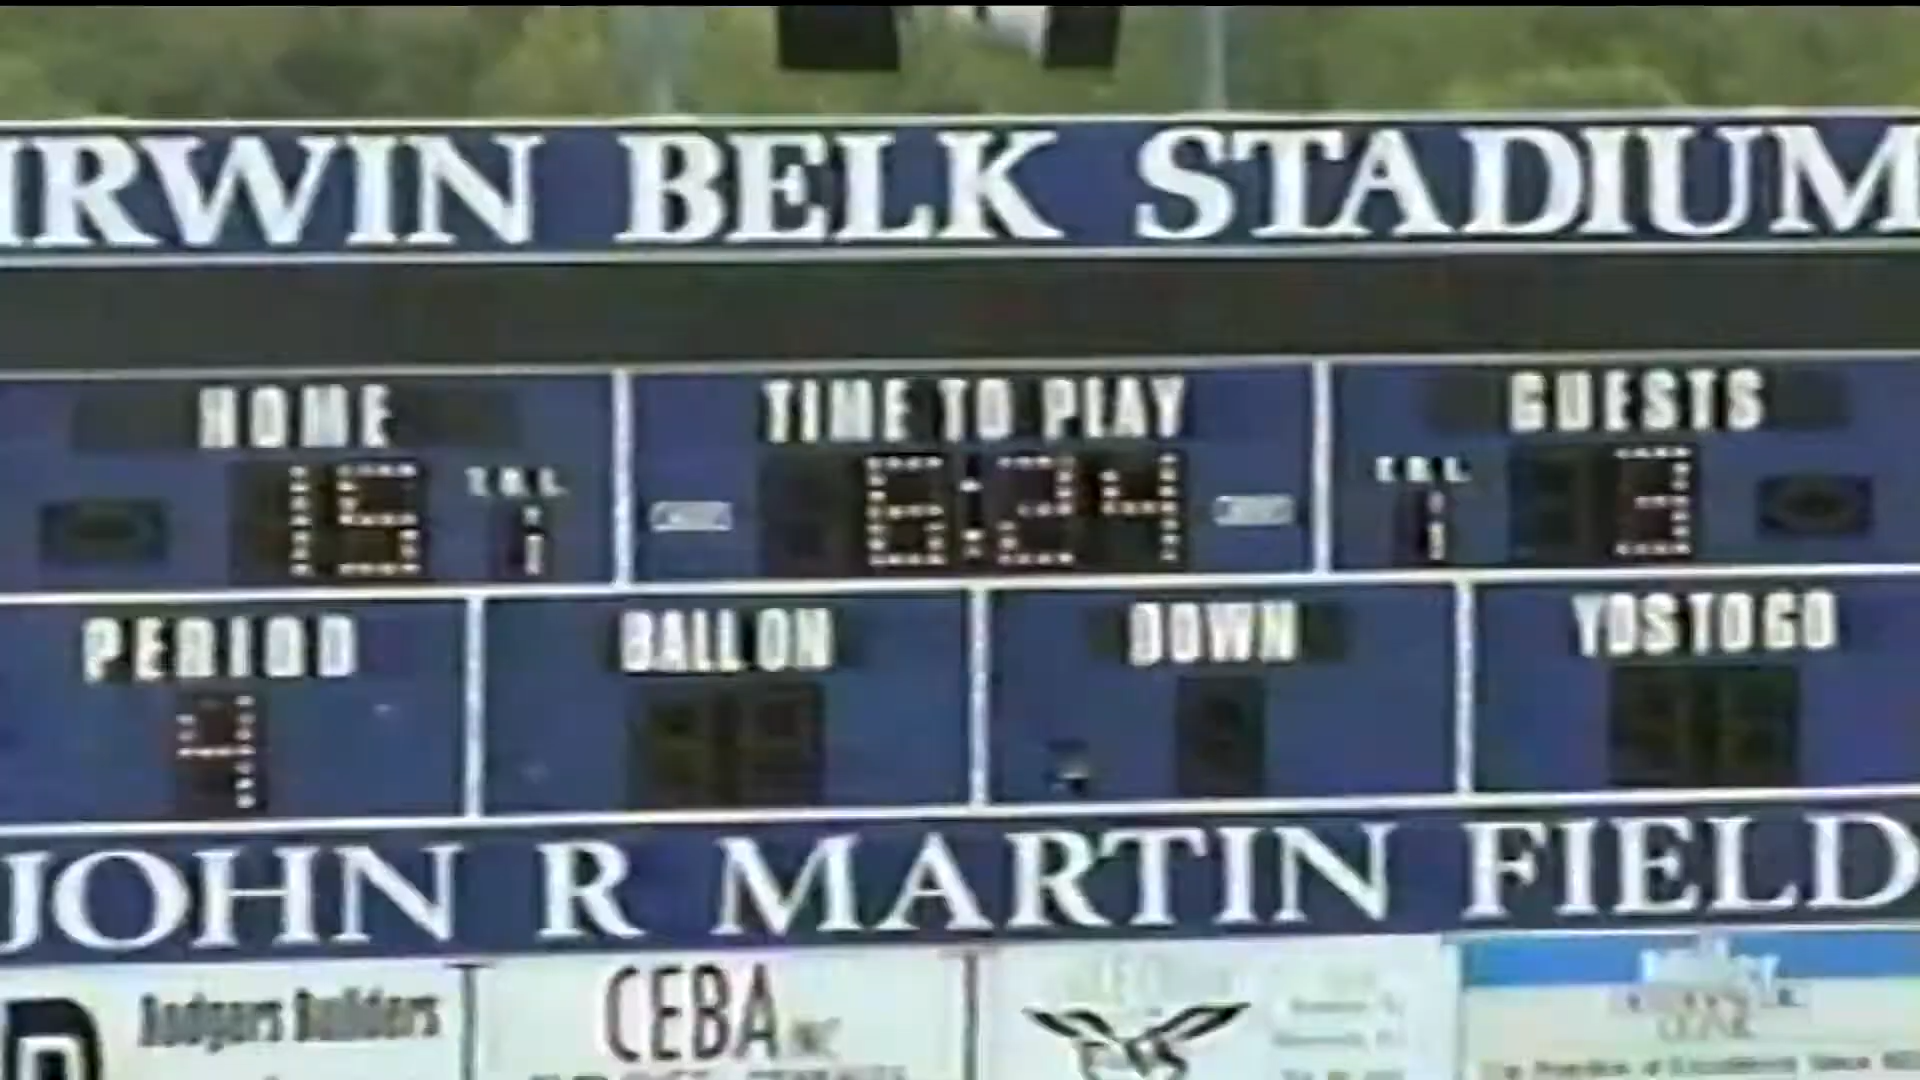 IRWIN BELK STADIUM
HOME TIME TO PLAY GUESTS
15 T.O.L. 1 6:24 T.O.L. 1 3
PERIOD BALL ON DOWN YDS TO GO
4
JOHN R MARTIN FIELD
Rodgers Builders CEBA